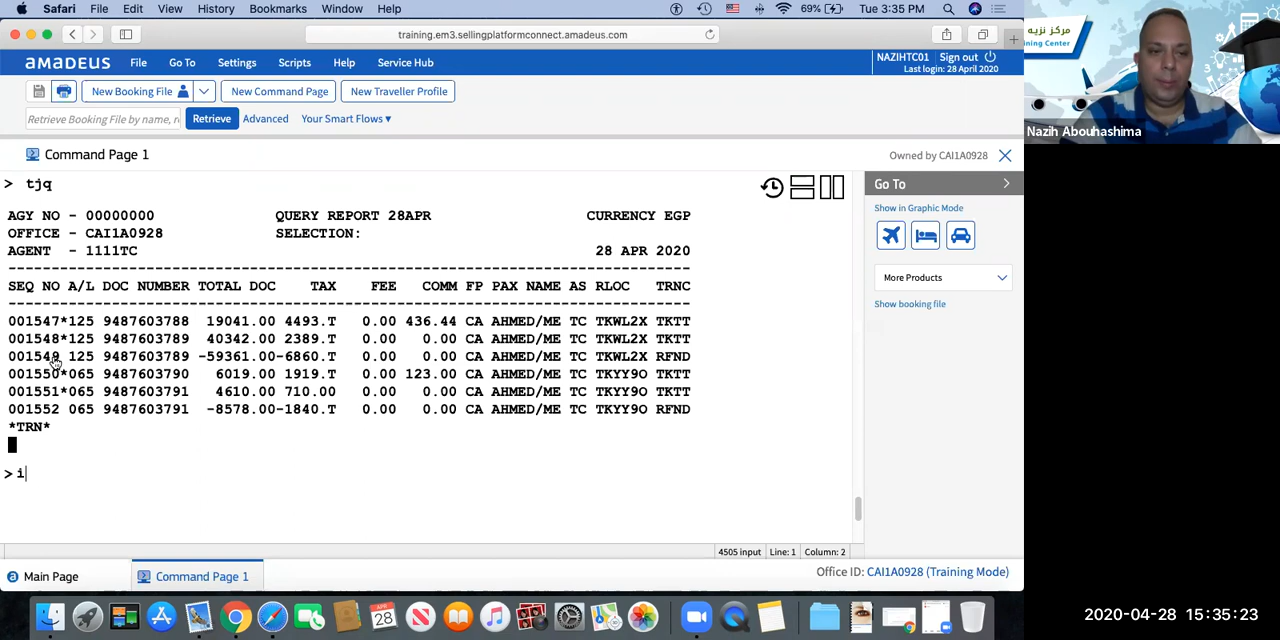 Safari File Edit View History Bookmarks Window Help 69% Tue 3:35 PM
training.em3.sellingplatformconnect.amadeus.com
مركز نزيه
ining Center
amadeus File Go To Settings Scripts Help Service Hub
NAZIHTC01 Sign out
Last login: 28 April 2020
New Booking File New Command Page New Traveller Profile
Retrieve Booking File by name, r Retrieve Advanced Your Smart Flows
Nazih Abouhashima
Command Page 1 Owned by CAI1A0928
> tjq
AGY NO - 00000000 QUERY REPORT 28APR CURRENCY EGP
OFFICE - CAI1A0928 SELECTION:
AGENT - 1111TC 28 APR 2020
--------------------------------------------------------------------------------
SEQ NO A/L DOC NUMBER TOTAL DOC TAX FEE COMM FP PAX NAME AS RLOC TRNC
--------------------------------------------------------------------------------
001547*125 9487603788 19041.00 4493.T 0.00 436.44 CA AHMED/ME TC TKWL2X TKTT
001548*125 9487603789 40342.00 2389.T 0.00 0.00 CA AHMED/ME TC TKWL2X TKTT
001549 125 9487603789 -59361.00-6860.T 0.00 0.00 CA AHMED/ME TC TKWL2X RFND
001550*065 9487603790 6019.00 1919.T 0.00 123.00 CA AHMED/ME TC TKYY9O TKTT
001551*065 9487603791 4610.00 710.00 0.00 0.00 CA AHMED/ME TC TKYY9O TKTT
001552 065 9487603791 -8578.00-1840.T 0.00 0.00 CA AHMED/ME TC TKYY9O RFND
*TRN*
> i
Go To
Show in Graphic Mode
More Products
Show booking file
4505 input Line: 1 Column: 2
Main Page Command Page 1 Office ID: CAI1A0928 (Training Mode)
APR
28
2020-04-28 15:35:23